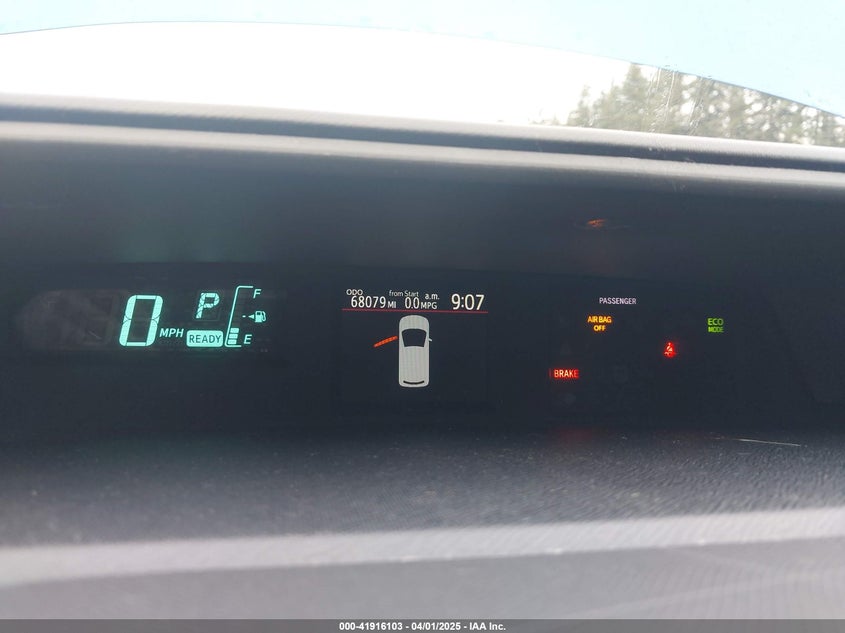 0 MPH
P
READY
F
E
ODO
68079 MI
from Start
0.0 MPG
a.m.
9:07
PASSENGER
AIR BAG
OFF
BRAKE
ECO
MODE
000-41916103 - 04/01/2025 - IAA Inc.